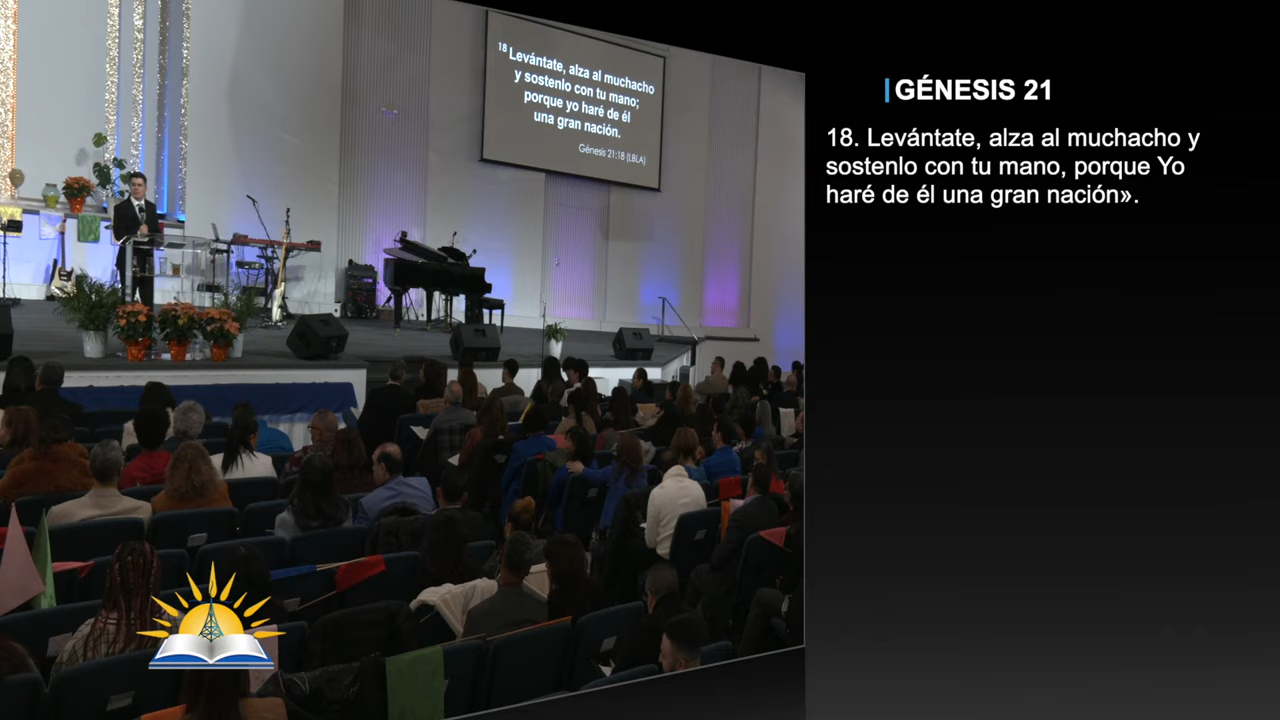 18 Levántate, alza al muchacho
y sostenlo con tu mano;
porque yo haré de él
una gran nación.
Génesis 21:18 (LBLA)
GÉNESIS 21
18. Levántate, alza al muchacho y
sostenlo con tu mano, porque Yo
haré de él una gran nación».